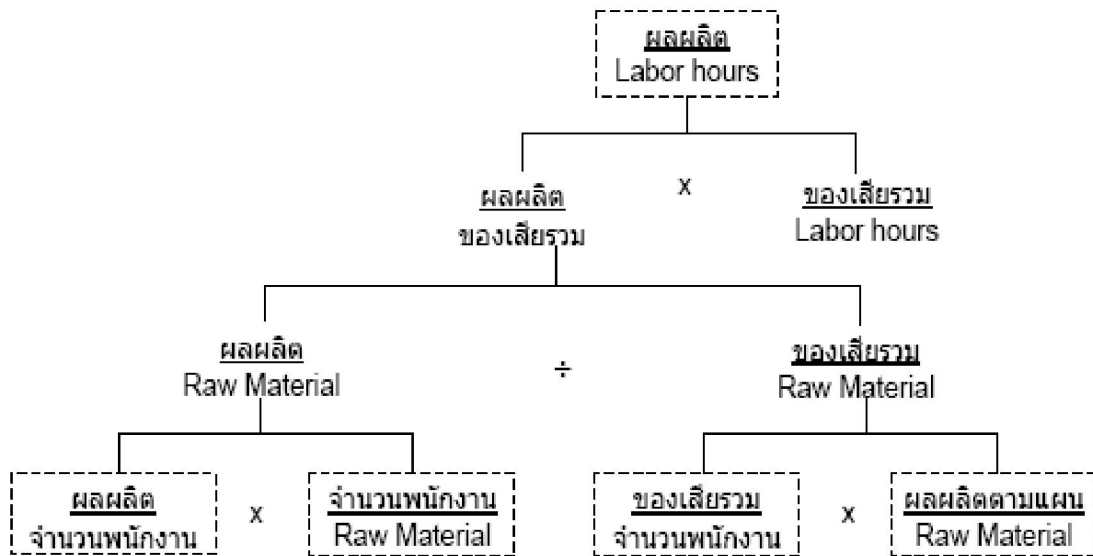 ผลผลิต
Labor hours
ผลผลิต x ของเสียรวม
ของเสียรวม Labor hours
ผลผลิต ÷ ของเสียรวม
Raw Material Raw Material
ผลผลิต x จำนวนพนักงาน ของเสียรวม x ผลผลิตตามแผน
จำนวนพนักงาน Raw Material จำนวนพนักงาน Raw Material